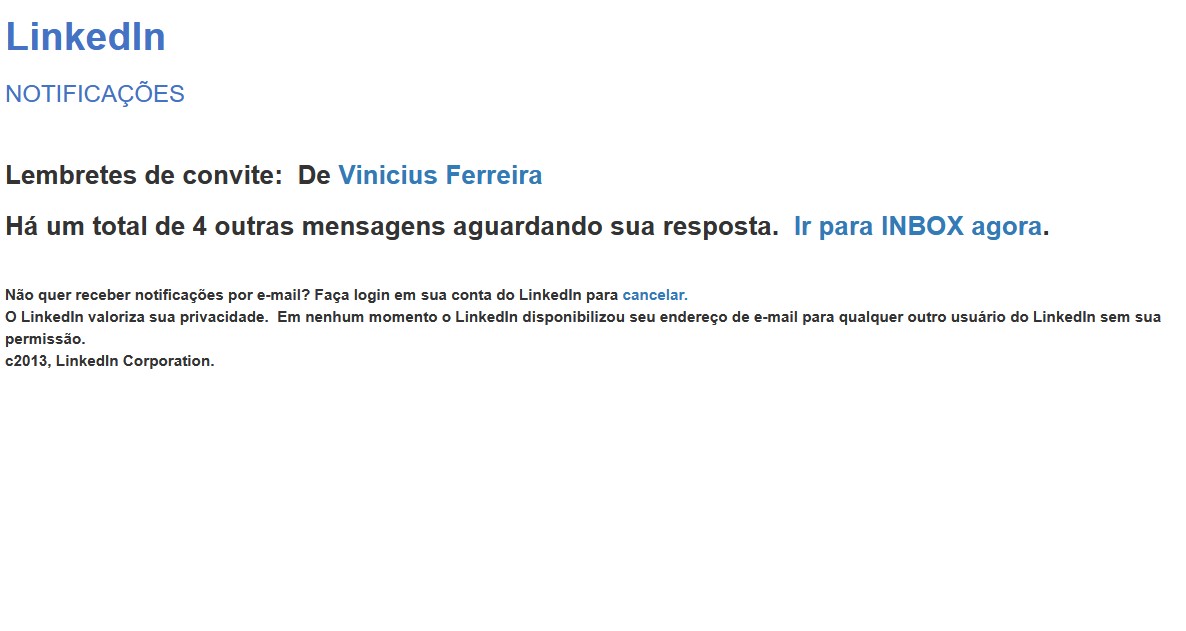 LinkedIn
NOTIFICAÇÕES
Lembretes de convite:  De Vinicius Ferreira
Há um total de 4 outras mensagens aguardando sua resposta.  Ir para INBOX agora.
Não quer receber notificações por e-mail? Faça login em sua conta do LinkedIn para cancelar.
O LinkedIn valoriza sua privacidade.  Em nenhum momento o LinkedIn disponibilizou seu endereço de e-mail para qualquer outro usuário do LinkedIn sem sua
permissão.
c2013, LinkedIn Corporation.